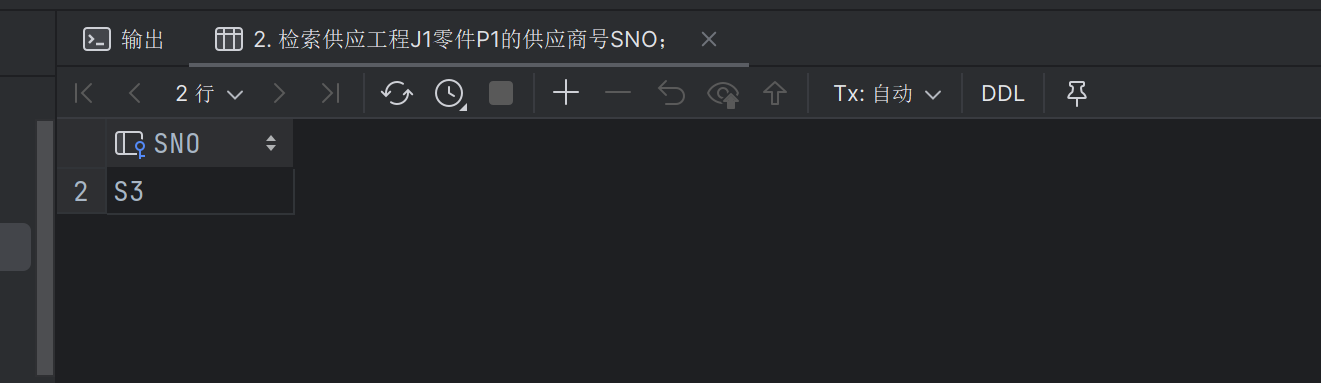 输出
2. 检索供应工程J1零件P1的供应商号SNO;
2 行
Tx: 自动
DDL
SNO
2 S3